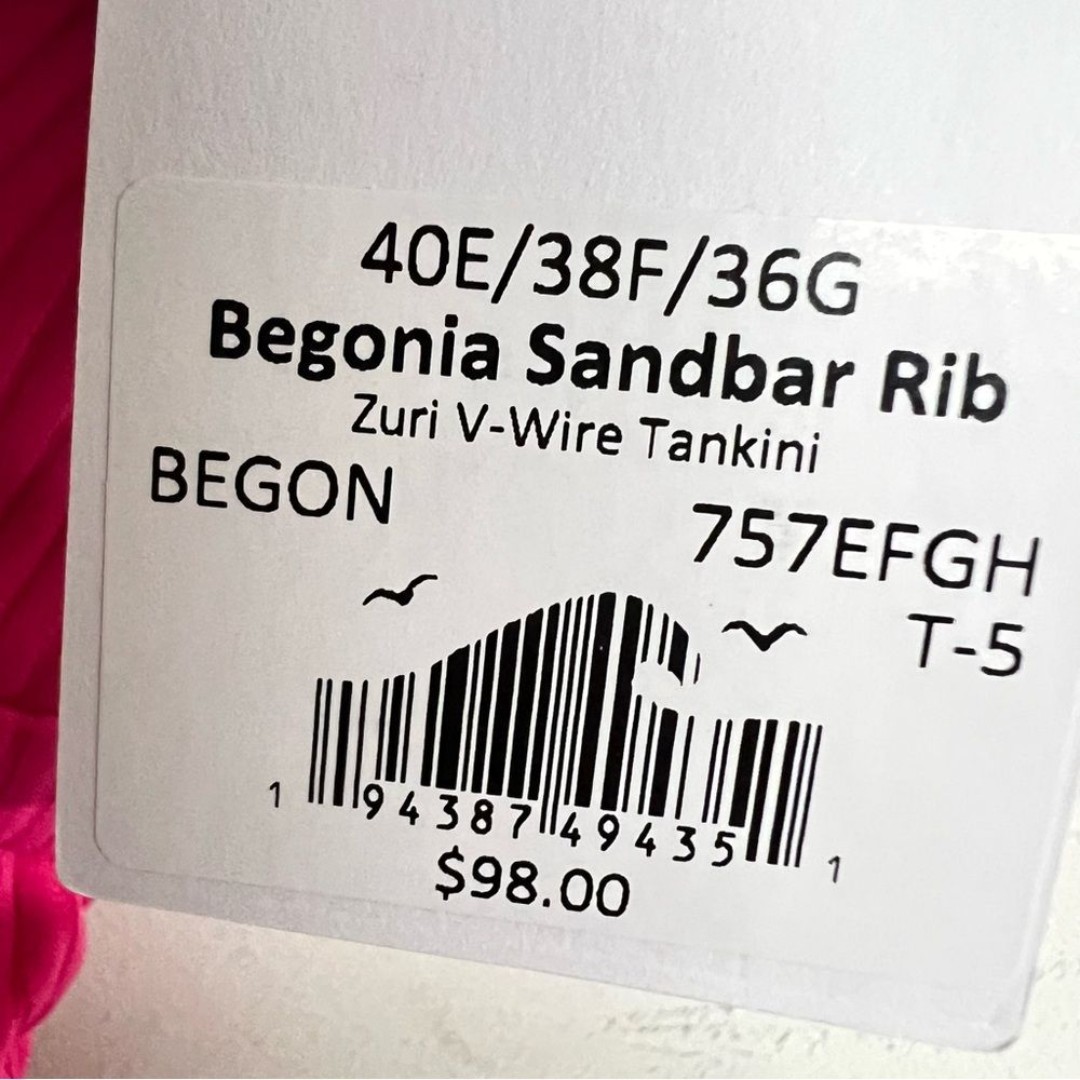 40E/38F/36G
Begonia Sandbar Rib
Zuri V-Wire Tankini
BEGON 757EFGH
T-5
1 94387 49435 1
$98.00